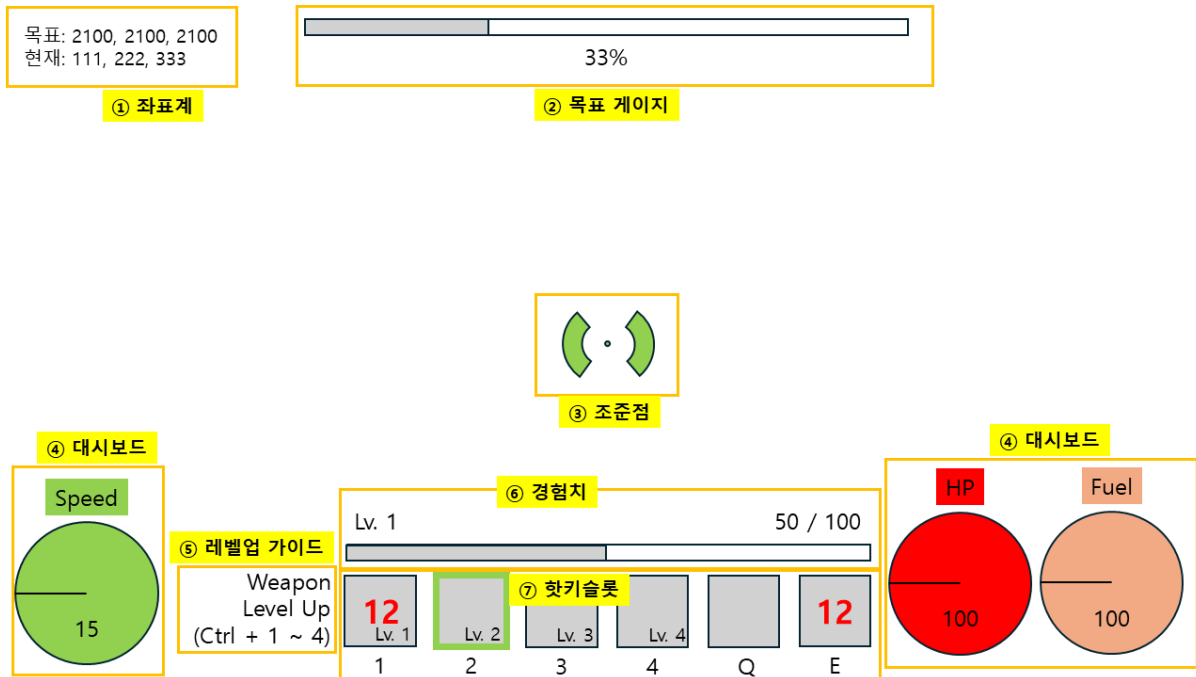 목표: 2100, 2100, 2100
현재: 111, 222, 333
① 좌표계
33%
② 목표 게이지
③ 조준점
④ 대시보드
Speed
15
⑤ 레벨업 가이드
Weapon
Level Up
(Ctrl + 1 ~ 4)
⑥ 경험치
Lv. 1
50 / 100
⑦ 핫키슬롯
12
Lv. 1
Lv. 2
Lv. 3
Lv. 4
12
1
2
3
4
Q
E
④ 대시보드
HP
100
Fuel
100